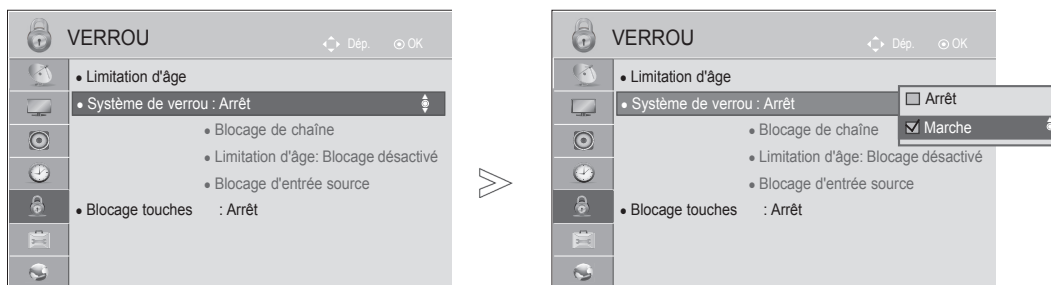 VERROU
Dép. OK
• Limitation d'âge
• Système de verrou : Arrêt
• Blocage de chaîne
• Limitation d'âge: Blocage désactivé
• Blocage d'entrée source
• Blocage touches : Arrêt
VERROU
Dép. OK
• Limitation d'âge
• Système de verrou : Arrêt
Arrêt
Marche
• Blocage de chaîne
• Limitation d'âge: Blocage désactivé
• Blocage d'entrée source
• Blocage touches : Arrêt